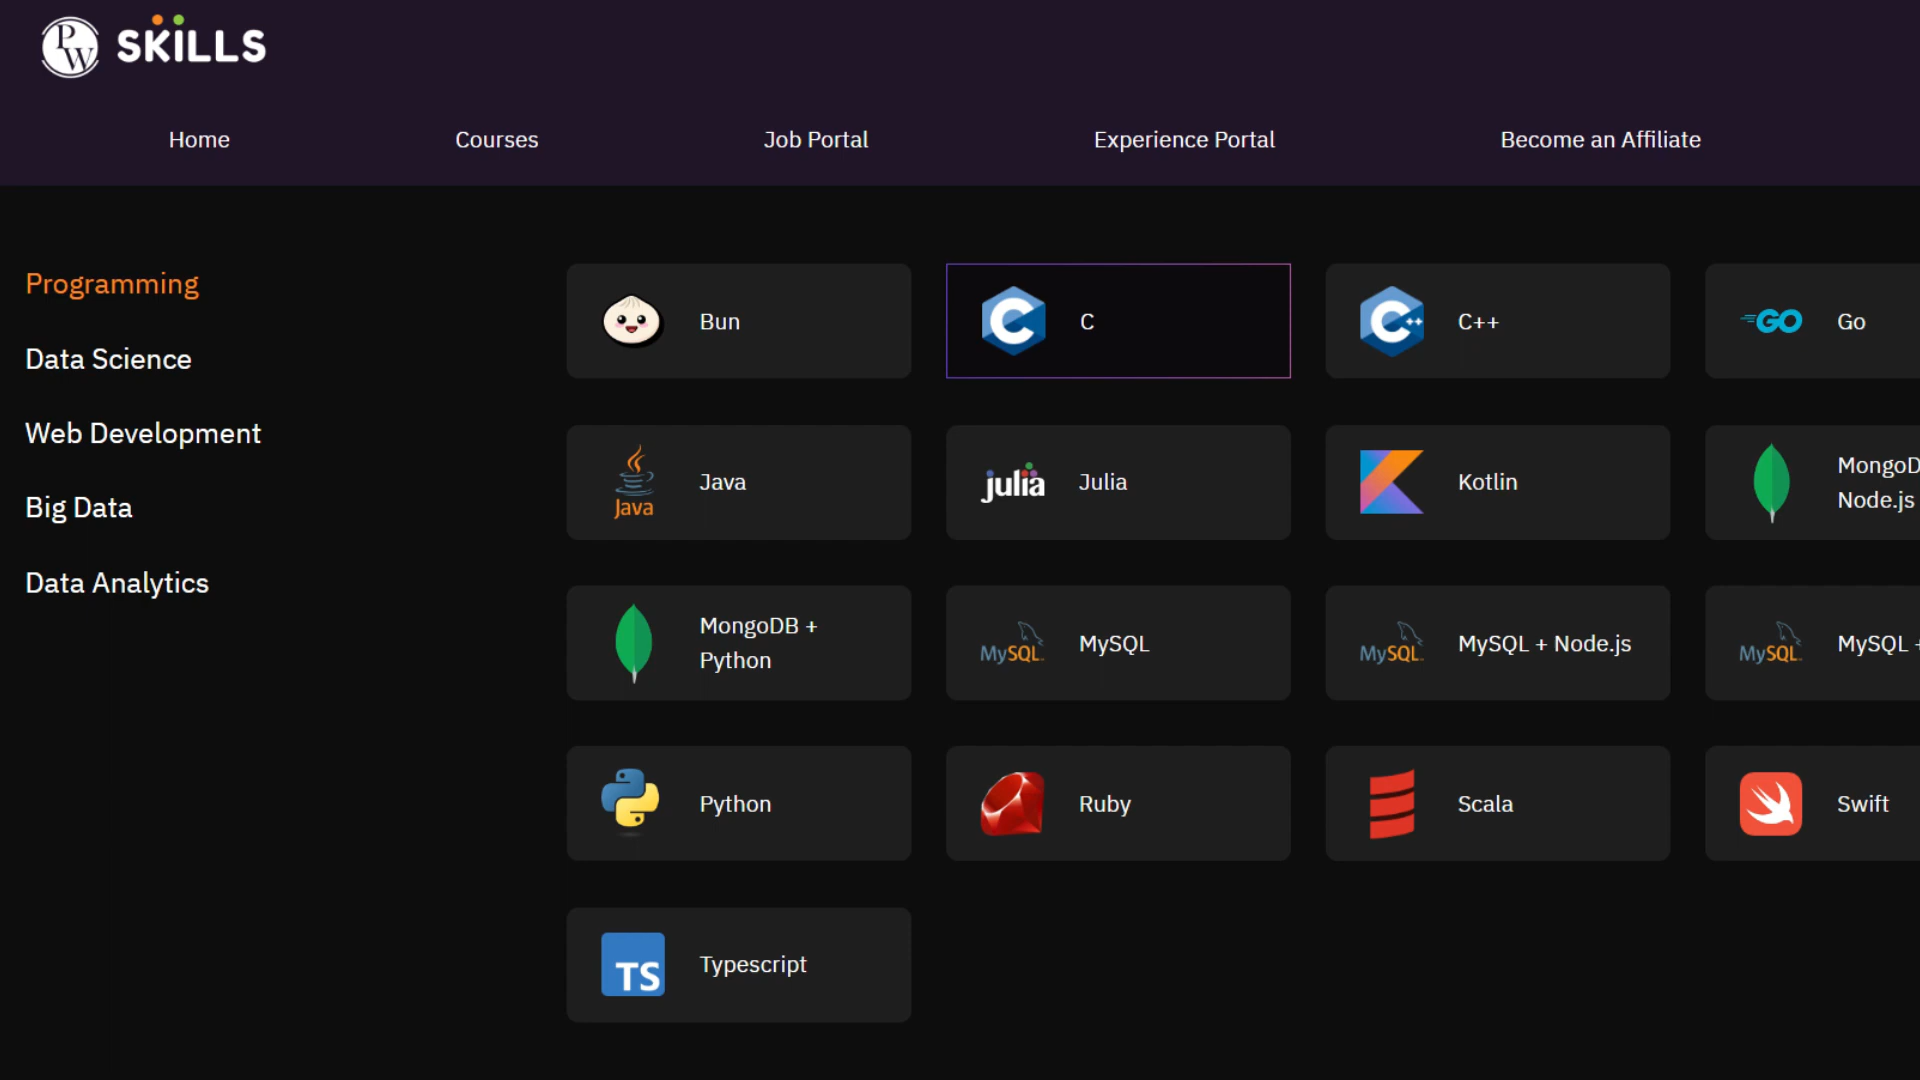 PW SKILLS
Home Courses Job Portal Experience Portal Become an Affiliate
Programming
Data Science
Web Development
Big Data
Data Analytics
Bun
C
C++
GO Go
Java Java
julia Julia
Kotlin
MongoD
Node.js
MongoDB +
Python
MySQL MySQL
MySQL MySQL + Node.js
MySQL MySQL +
Python
Ruby
Scala
Swift
TS Typescript